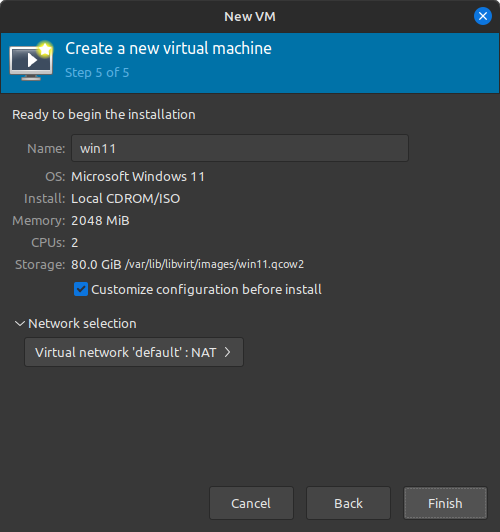 New VM
Create a new virtual machine
Step 5 of 5
Ready to begin the installation
Name: win11
OS: Microsoft Windows 11
Install: Local CDROM/ISO
Memory: 2048 MiB
CPUs: 2
Storage: 80.0 GiB /var/lib/libvirt/images/win11.qcow2
Customize configuration before install
Network selection
Virtual network 'default' : NAT
Cancel Back Finish